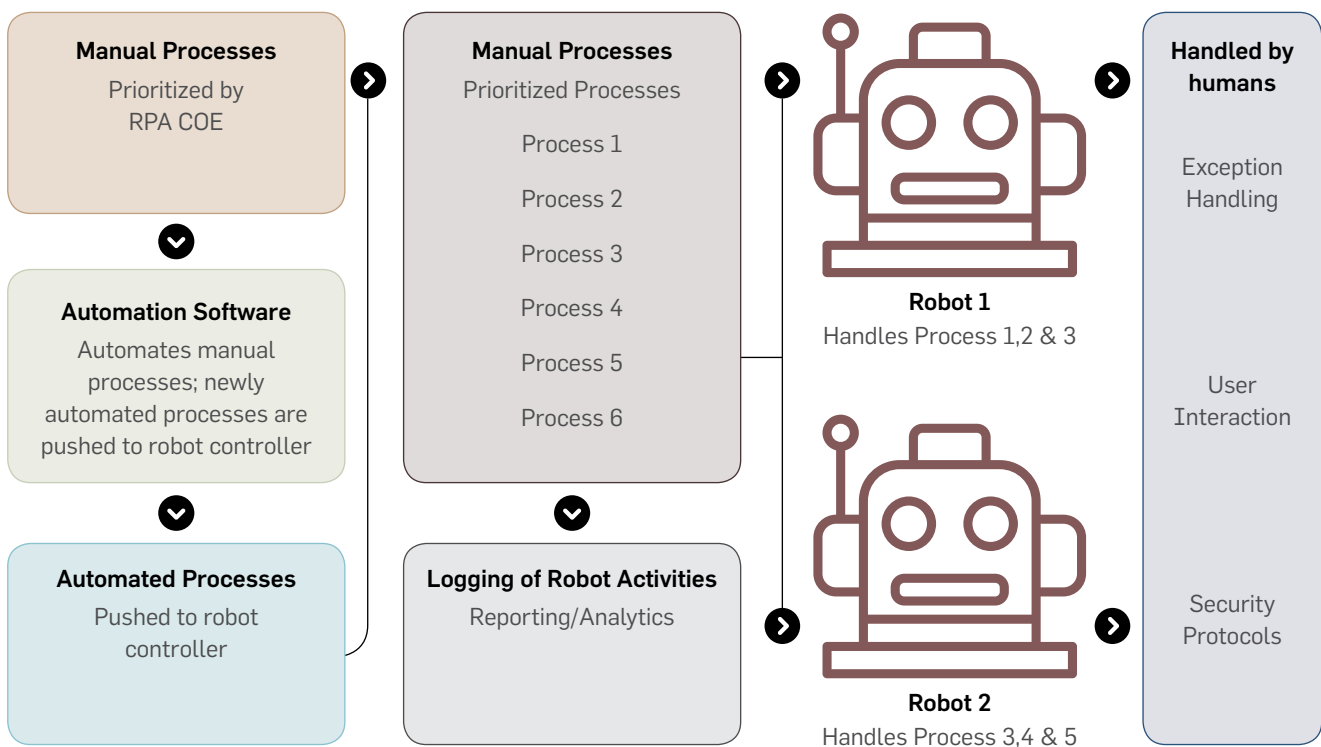 Manual Processes
Prioritized by
RPA COE
Automation Software
Automates manual
processes; newly
automated processes are
pushed to robot controller
Automated Processes
Pushed to robot
controller
Manual Processes
Prioritized Processes
Process 1
Process 2
Process 3
Process 4
Process 5
Process 6
Logging of Robot Activities
Reporting/Analytics
Robot 1
Handles Process 1,2 & 3
Robot 2
Handles Process 3,4 & 5
Handled by
humans
Exception
Handling
User
Interaction
Security
Protocols